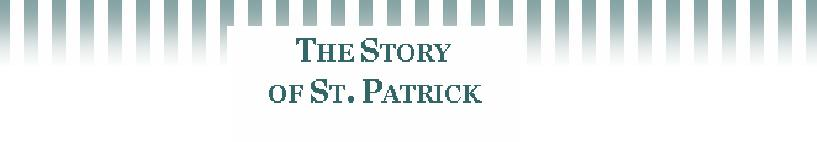 THE STORY
OF ST. PATRICK